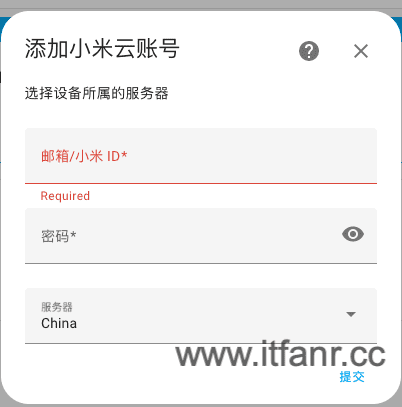 添加小米云账号
选择设备所属的服务器
邮箱/小米 ID*
Required
密码*
服务器
China
www.itfanr.cc
提交